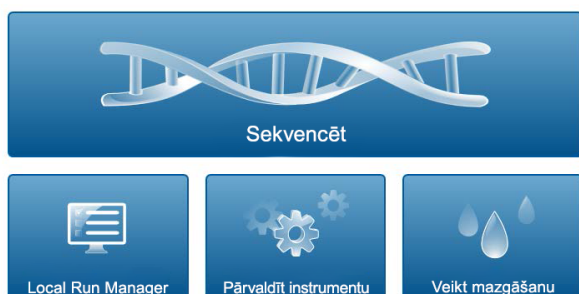 Sekvencēt
Local Run Manager
Pārvaldīt instrumentu
Veikt mazgāšanu